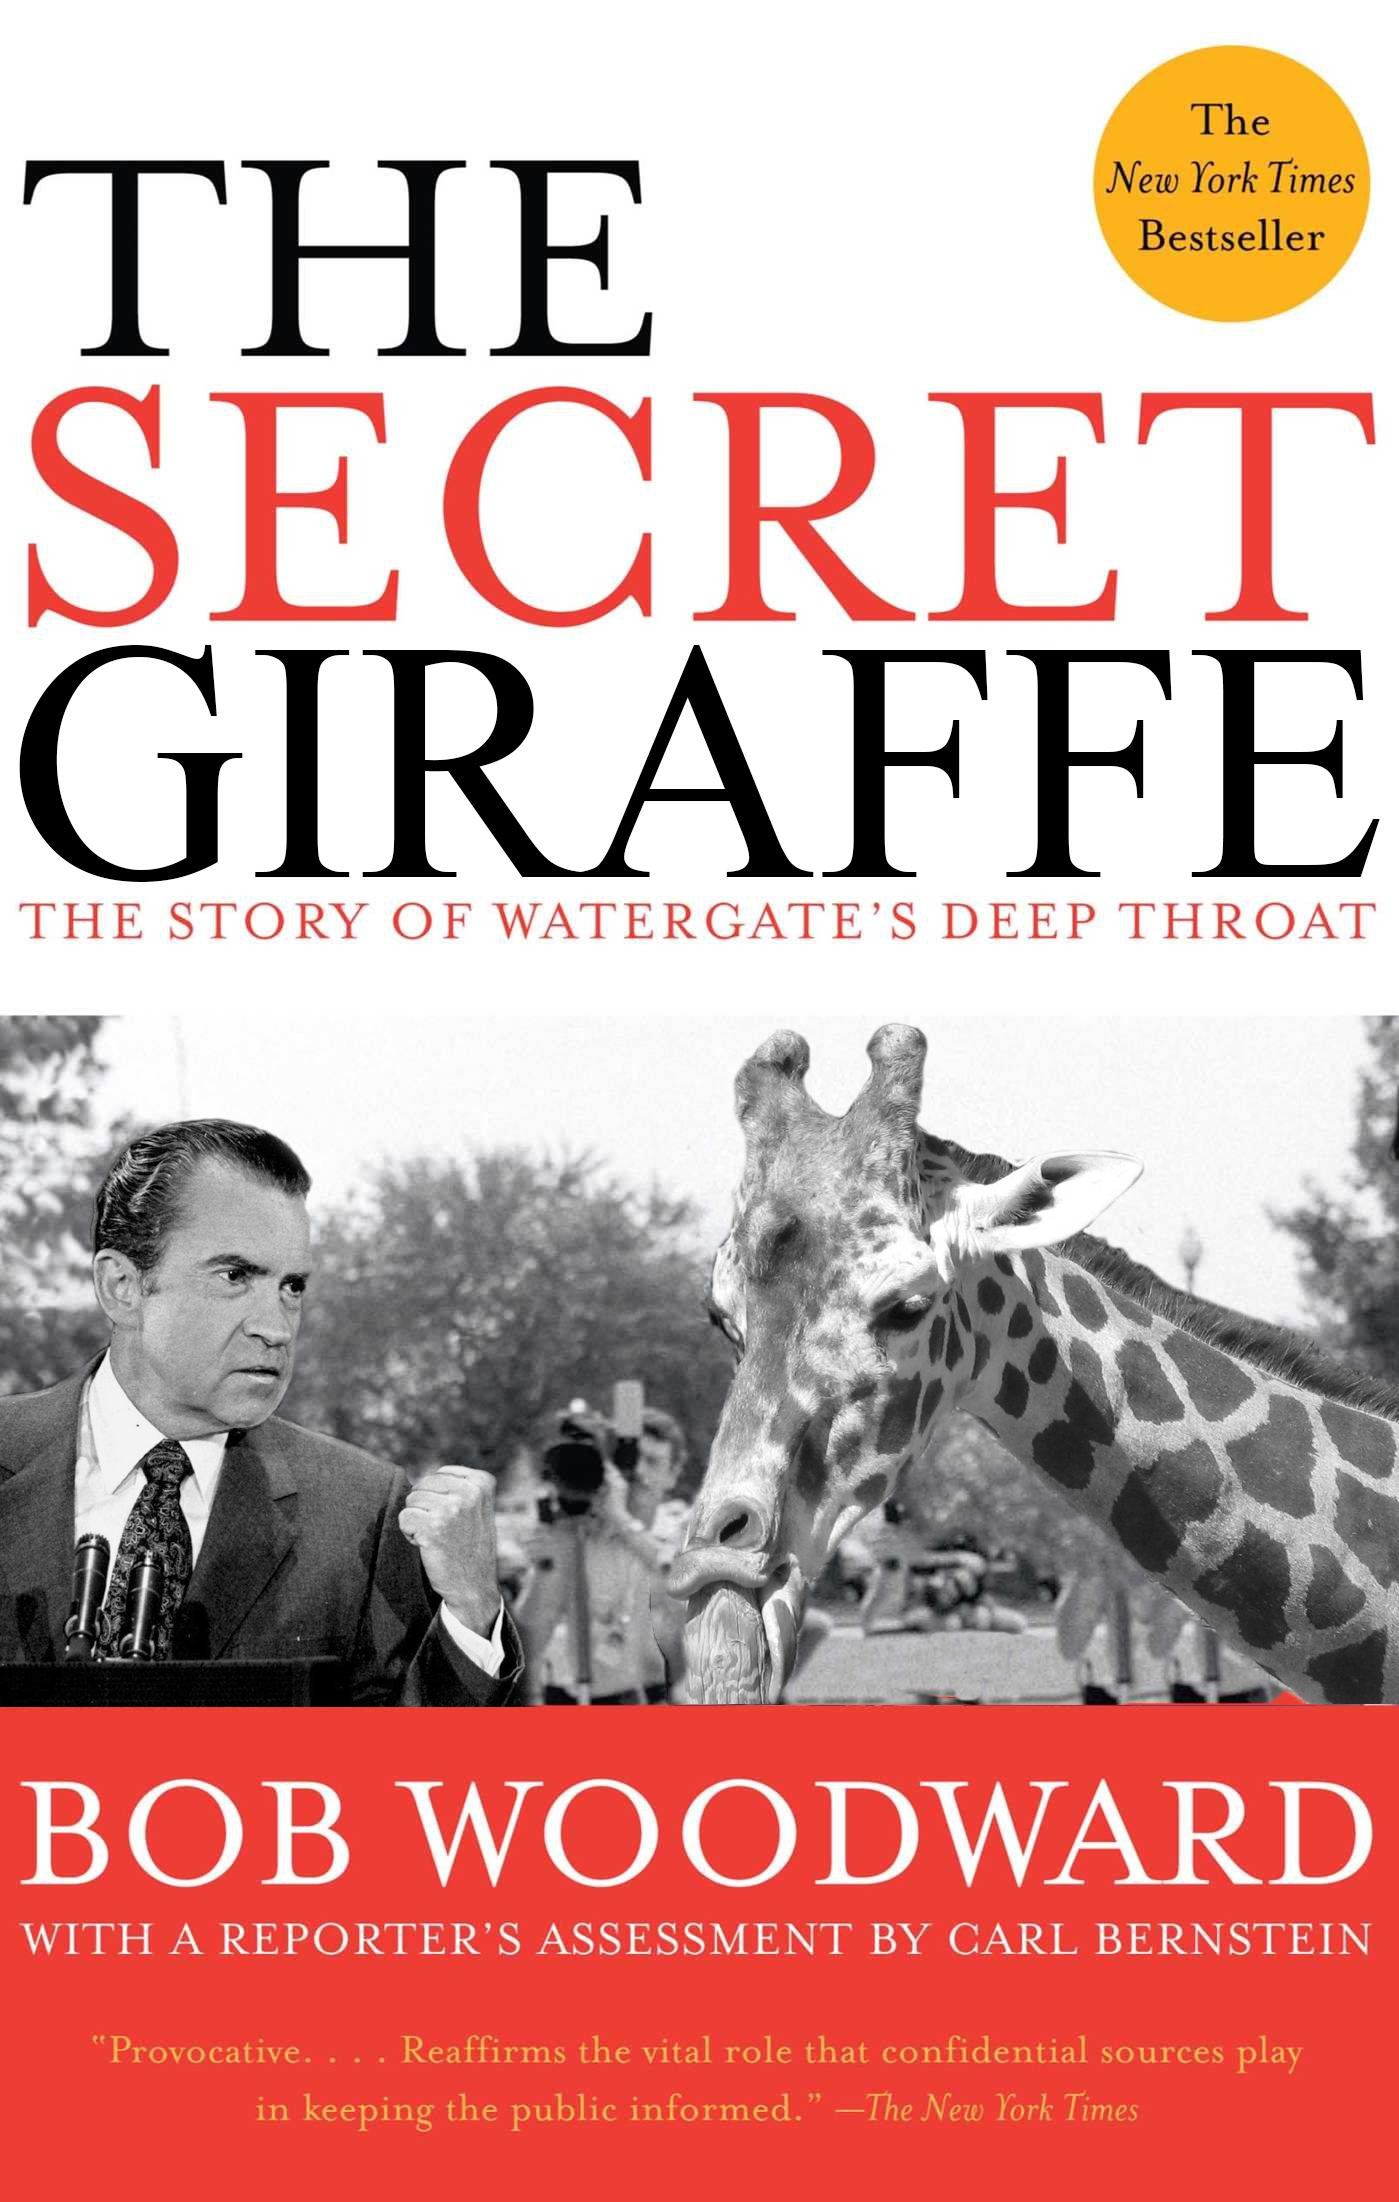 The
New York Times
Bestseller
THE
SECRET
GIRAFFE
THE STORY OF WATERGATE’S DEEP THROAT
BOB WOODWARD
WITH A REPORTER’S ASSESSMENT BY CARL BERNSTEIN
“Provocative. . . . Reaffirms the vital role that confidential sources play
in keeping the public informed.” —The New York Times